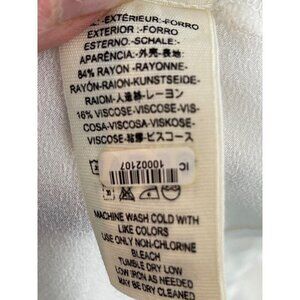 EL-EXTÉRIEUR-FORRO
EXTERIOR-FORRO
ESTERNO-SCHALE-
APARÊNCIA-外壳-表地
84% RAYON-RAYONNE-
RAYÓN-RAION-KUNSTSEIDE-
RAIOM-人造絲-レーヨン
16% VISCOSE-VISCOSE-VIS-
COSA-VISKOSE-VISCOSA-
VISCOSE-粘膠-ビスコース
IC
10002107
MACHINE WASH COLD WITH
LIKE COLORS
USE ONLY NON-CHLORINE
BLEACH
TUMBLE DRY LOW
LOW IRON AS NEEDED
MAY BE DRY CLEANED